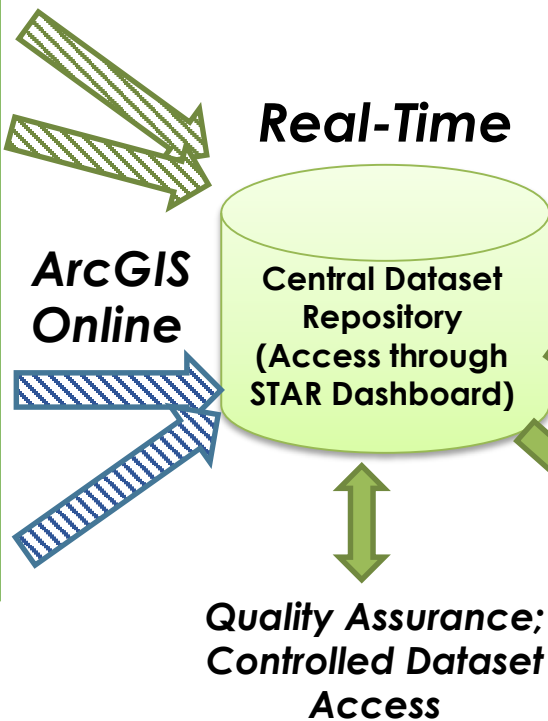 Real-Time
ArcGIS
Online
Central Dataset
Repository
(Access through
STAR Dashboard)
Quality Assurance;
Controlled Dataset
Access